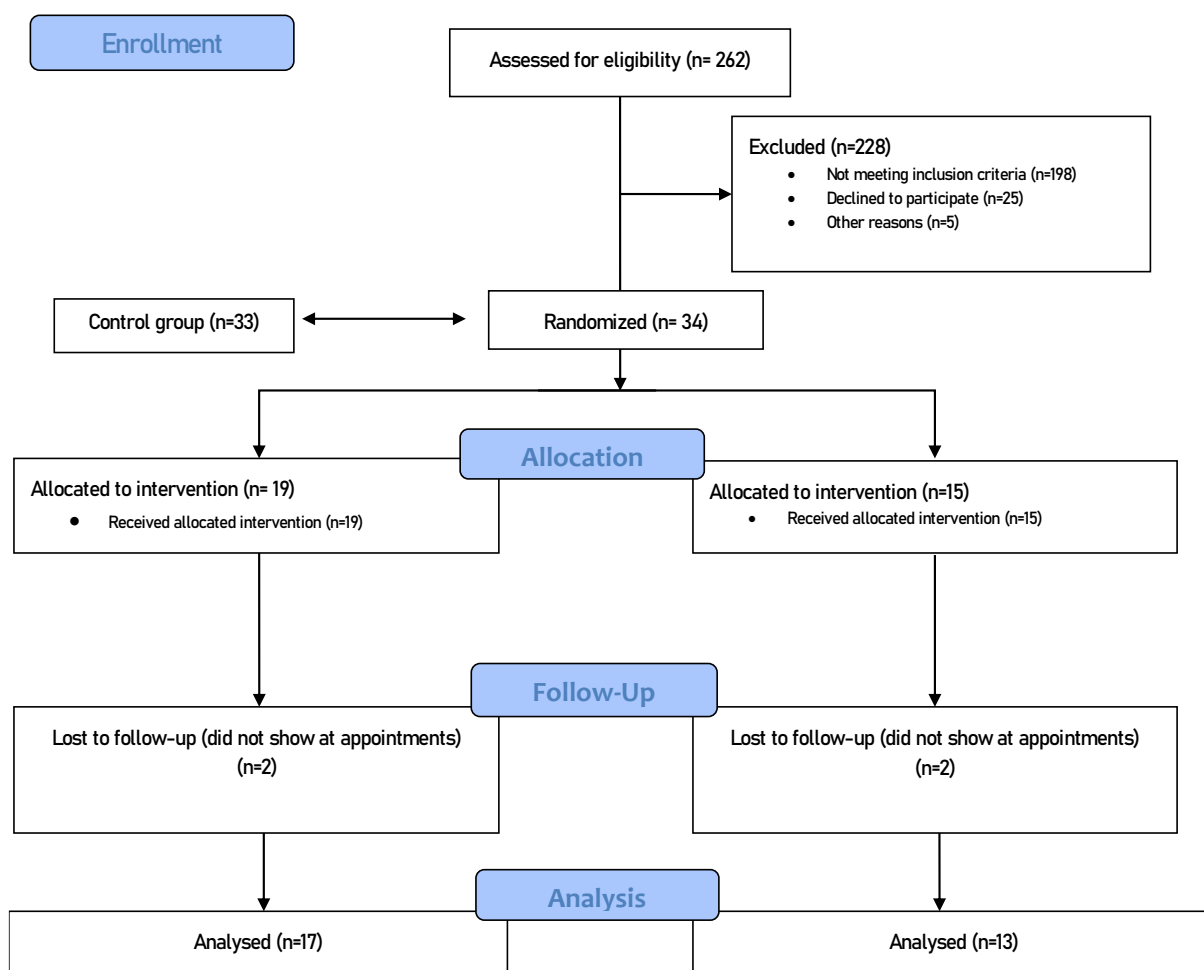 Enrollment
Assessed for eligibility (n= 262)
Excluded (n=228)
• Not meeting inclusion criteria (n=198)
• Declined to participate (n=25)
• Other reasons (n=5)
Control group (n=33)
Randomized (n= 34)
Allocation
Allocated to intervention (n= 19)
• Received allocated intervention (n=19)
Allocated to intervention (n=15)
• Received allocated intervention (n=15)
Follow-Up
Lost to follow-up (did not show at appointments)
(n=2)
Lost to follow-up (did not show at appointments)
(n=2)
Analysis
Analysed (n=17)
Analysed (n=13)